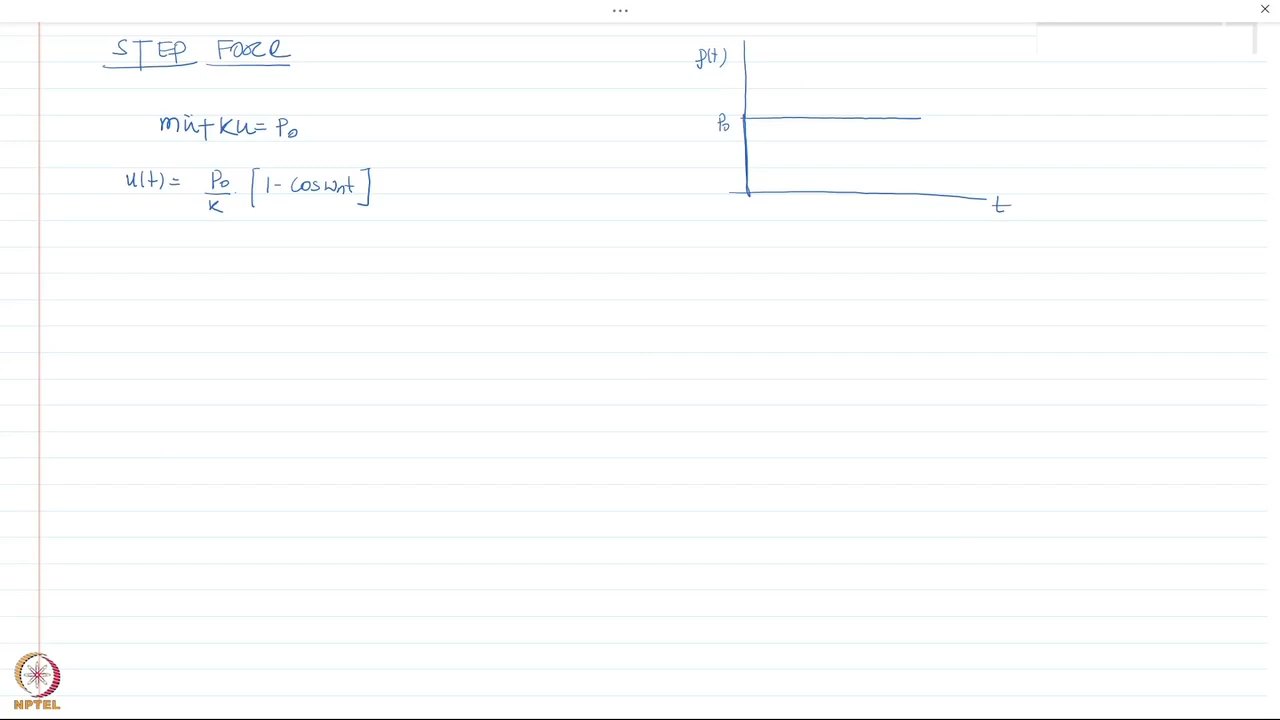 STEP FORCE
mü + ku = P₀
u(t) = P₀/k · [1 - cos ωnt]
p(t)
P₀
t
NPTEL